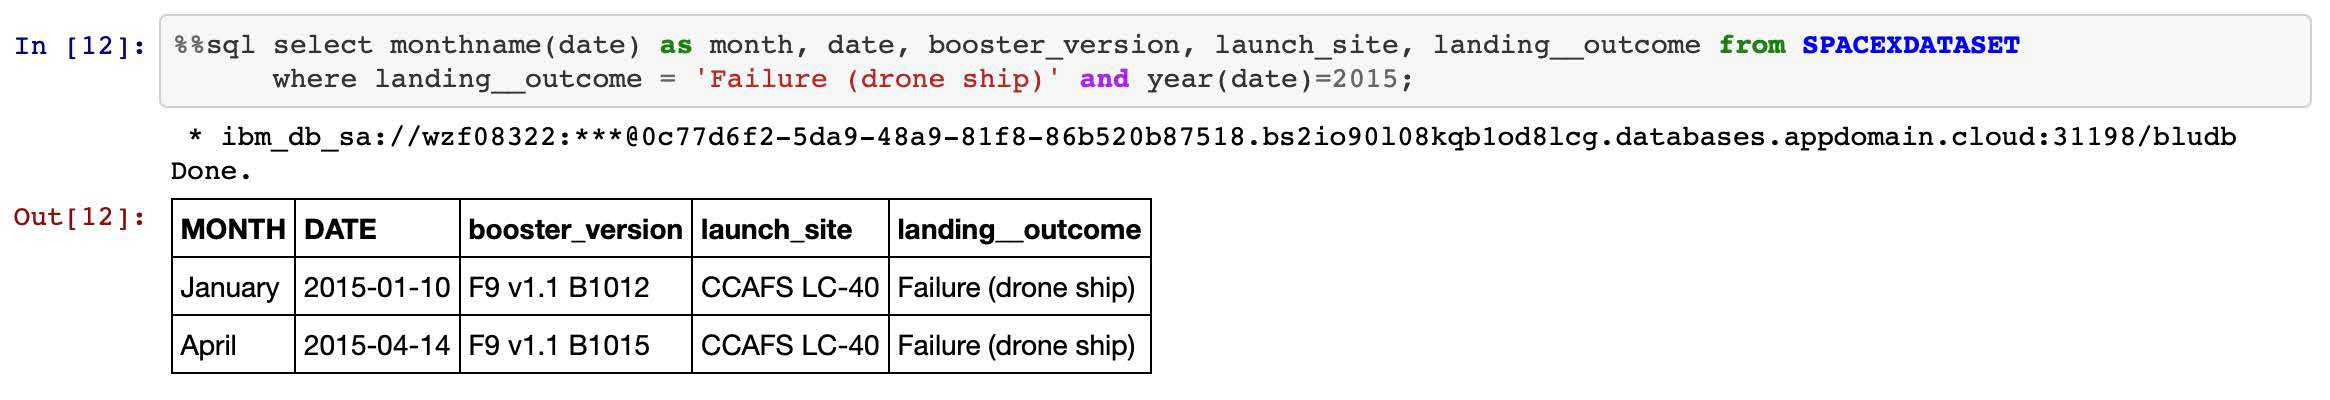 In [12]: %%sql select monthname(date) as month, date, booster_version, launch_site, landing__outcome from SPACEXDATASET
where landing__outcome = 'Failure (drone ship)' and year(date)=2015;
* ibm_db_sa://wzf08322:***@0c77d6f2-5da9-48a9-81f8-86b520b87518.bs2io90l08kqb1od8lcg.databases.appdomain.cloud:31198/bludb
Done.
Out[12]:
MONTH DATE booster_version launch_site landing__outcome
January 2015-01-10 F9 v1.1 B1012 CCAFS LC-40 Failure (drone ship)
April 2015-04-14 F9 v1.1 B1015 CCAFS LC-40 Failure (drone ship)